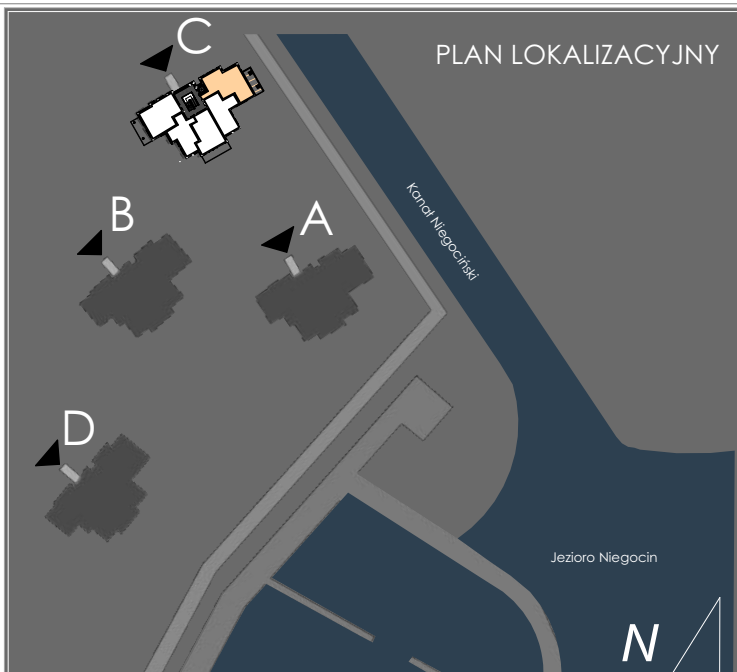 PLAN LOKALIZACYJNY
C
B
A
Kanał Niegociński
D
Jezioro Niegocin
N